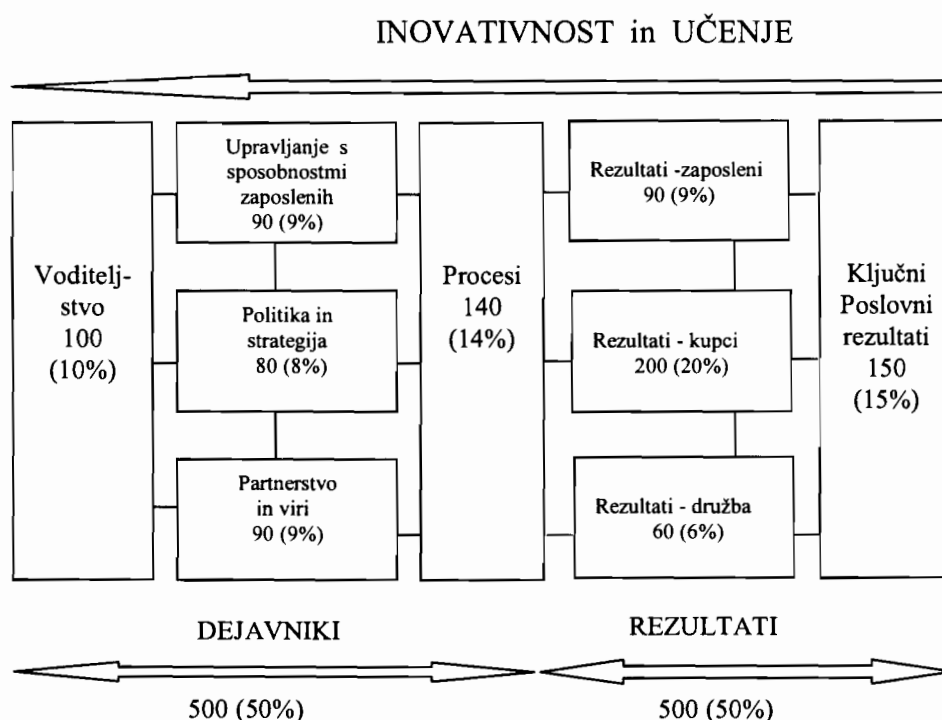 INOVATIVNOST in UČENJE
Voditelj-
stvo
100
(10%)
Upravljanje s
sposobnostmi
zaposlenih
90 (9%)
Politika in
strategija
80 (8%)
Partnerstvo
in viri
90 (9%)
Procesi
140
(14%)
Rezultati -zaposleni
90 (9%)
Rezultati - kupci
200 (20%)
Rezultati - družba
60 (6%)
Ključni
Poslovni
rezultati
150
(15%)
DEJAVNIKI
500 (50%)
REZULTATI
500 (50%)